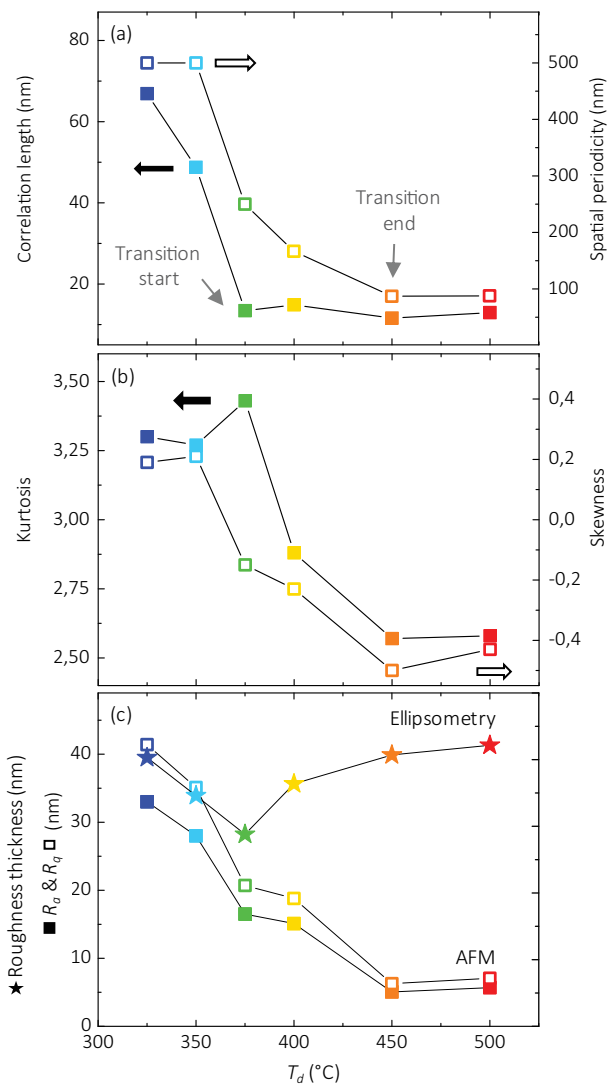 (a)
80
60
40
20
Correlation length (nm)
500
400
300
200
100
Spatial periodicity (nm)
Transition
start
Transition
end
(b)
3,50
3,25
3,00
2,75
2,50
Kurtosis
0,4
0,2
0,0
-0,2
-0,4
Skewness
(c)
Ellipsometry
AFM
40
30
20
10
0
★ Roughness thickness (nm)
■ Ra & Rq □ (nm)
300 350 400 450 500
Td (°C)